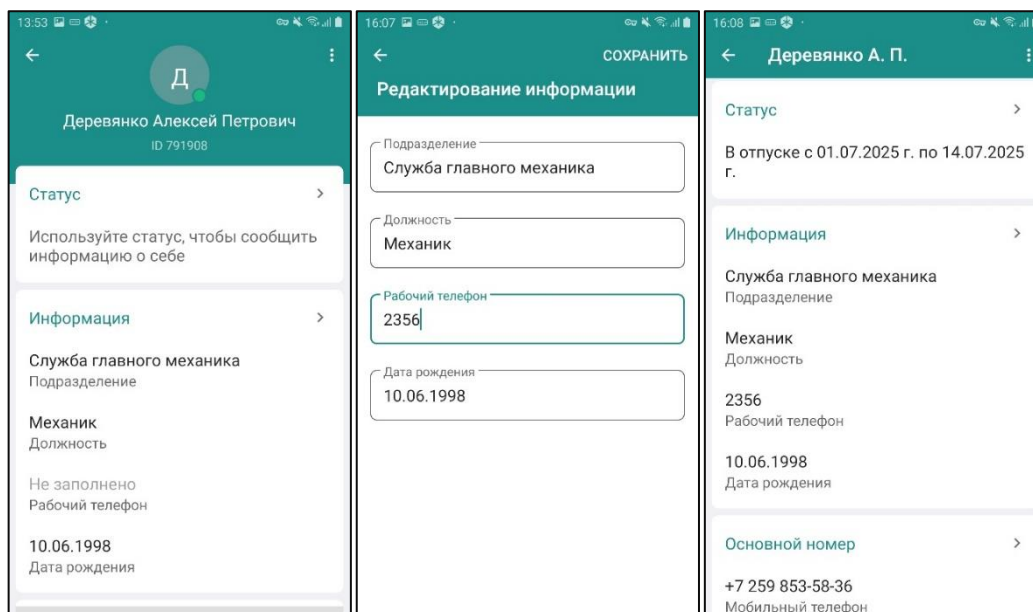 13:53
Д
Деревянко Алексей Петрович
ID 791908
Статус
Используйте статус, чтобы сообщить
информацию о себе
Информация
Служба главного механика
Подразделение
Механик
Должность
Не заполнено
Рабочий телефон
10.06.1998
Дата рождения
16:07
СОХРАНИТЬ
Редактирование информации
Подразделение
Служба главного механика
Должность
Механик
Рабочий телефон
2356
Дата рождения
10.06.1998
16:08
Деревянко А. П.
Статус
В отпуске с 01.07.2025 г. по 14.07.2025
г.
Информация
Служба главного механика
Подразделение
Механик
Должность
2356
Рабочий телефон
10.06.1998
Дата рождения
Основной номер
+7 259 853-58-36
Мобильный телефон